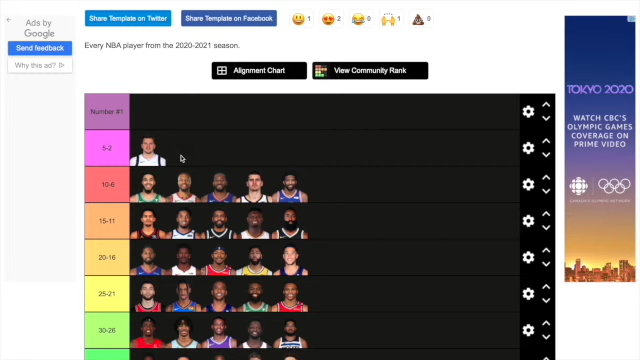 Ads by
Google
Send feedback
Why this ad?
Share Template on Twitter
Share Template on Facebook
1
2
0
1
0
Every NBA player from the 2020-2021 season.
Alignment Chart
View Community Rank
Number #1
5-2
10-6
15-11
20-16
25-21
30-26
TOKYO 2020
WATCH CBC'S
OLYMPIC GAMES
COVERAGE ON
PRIME VIDEO